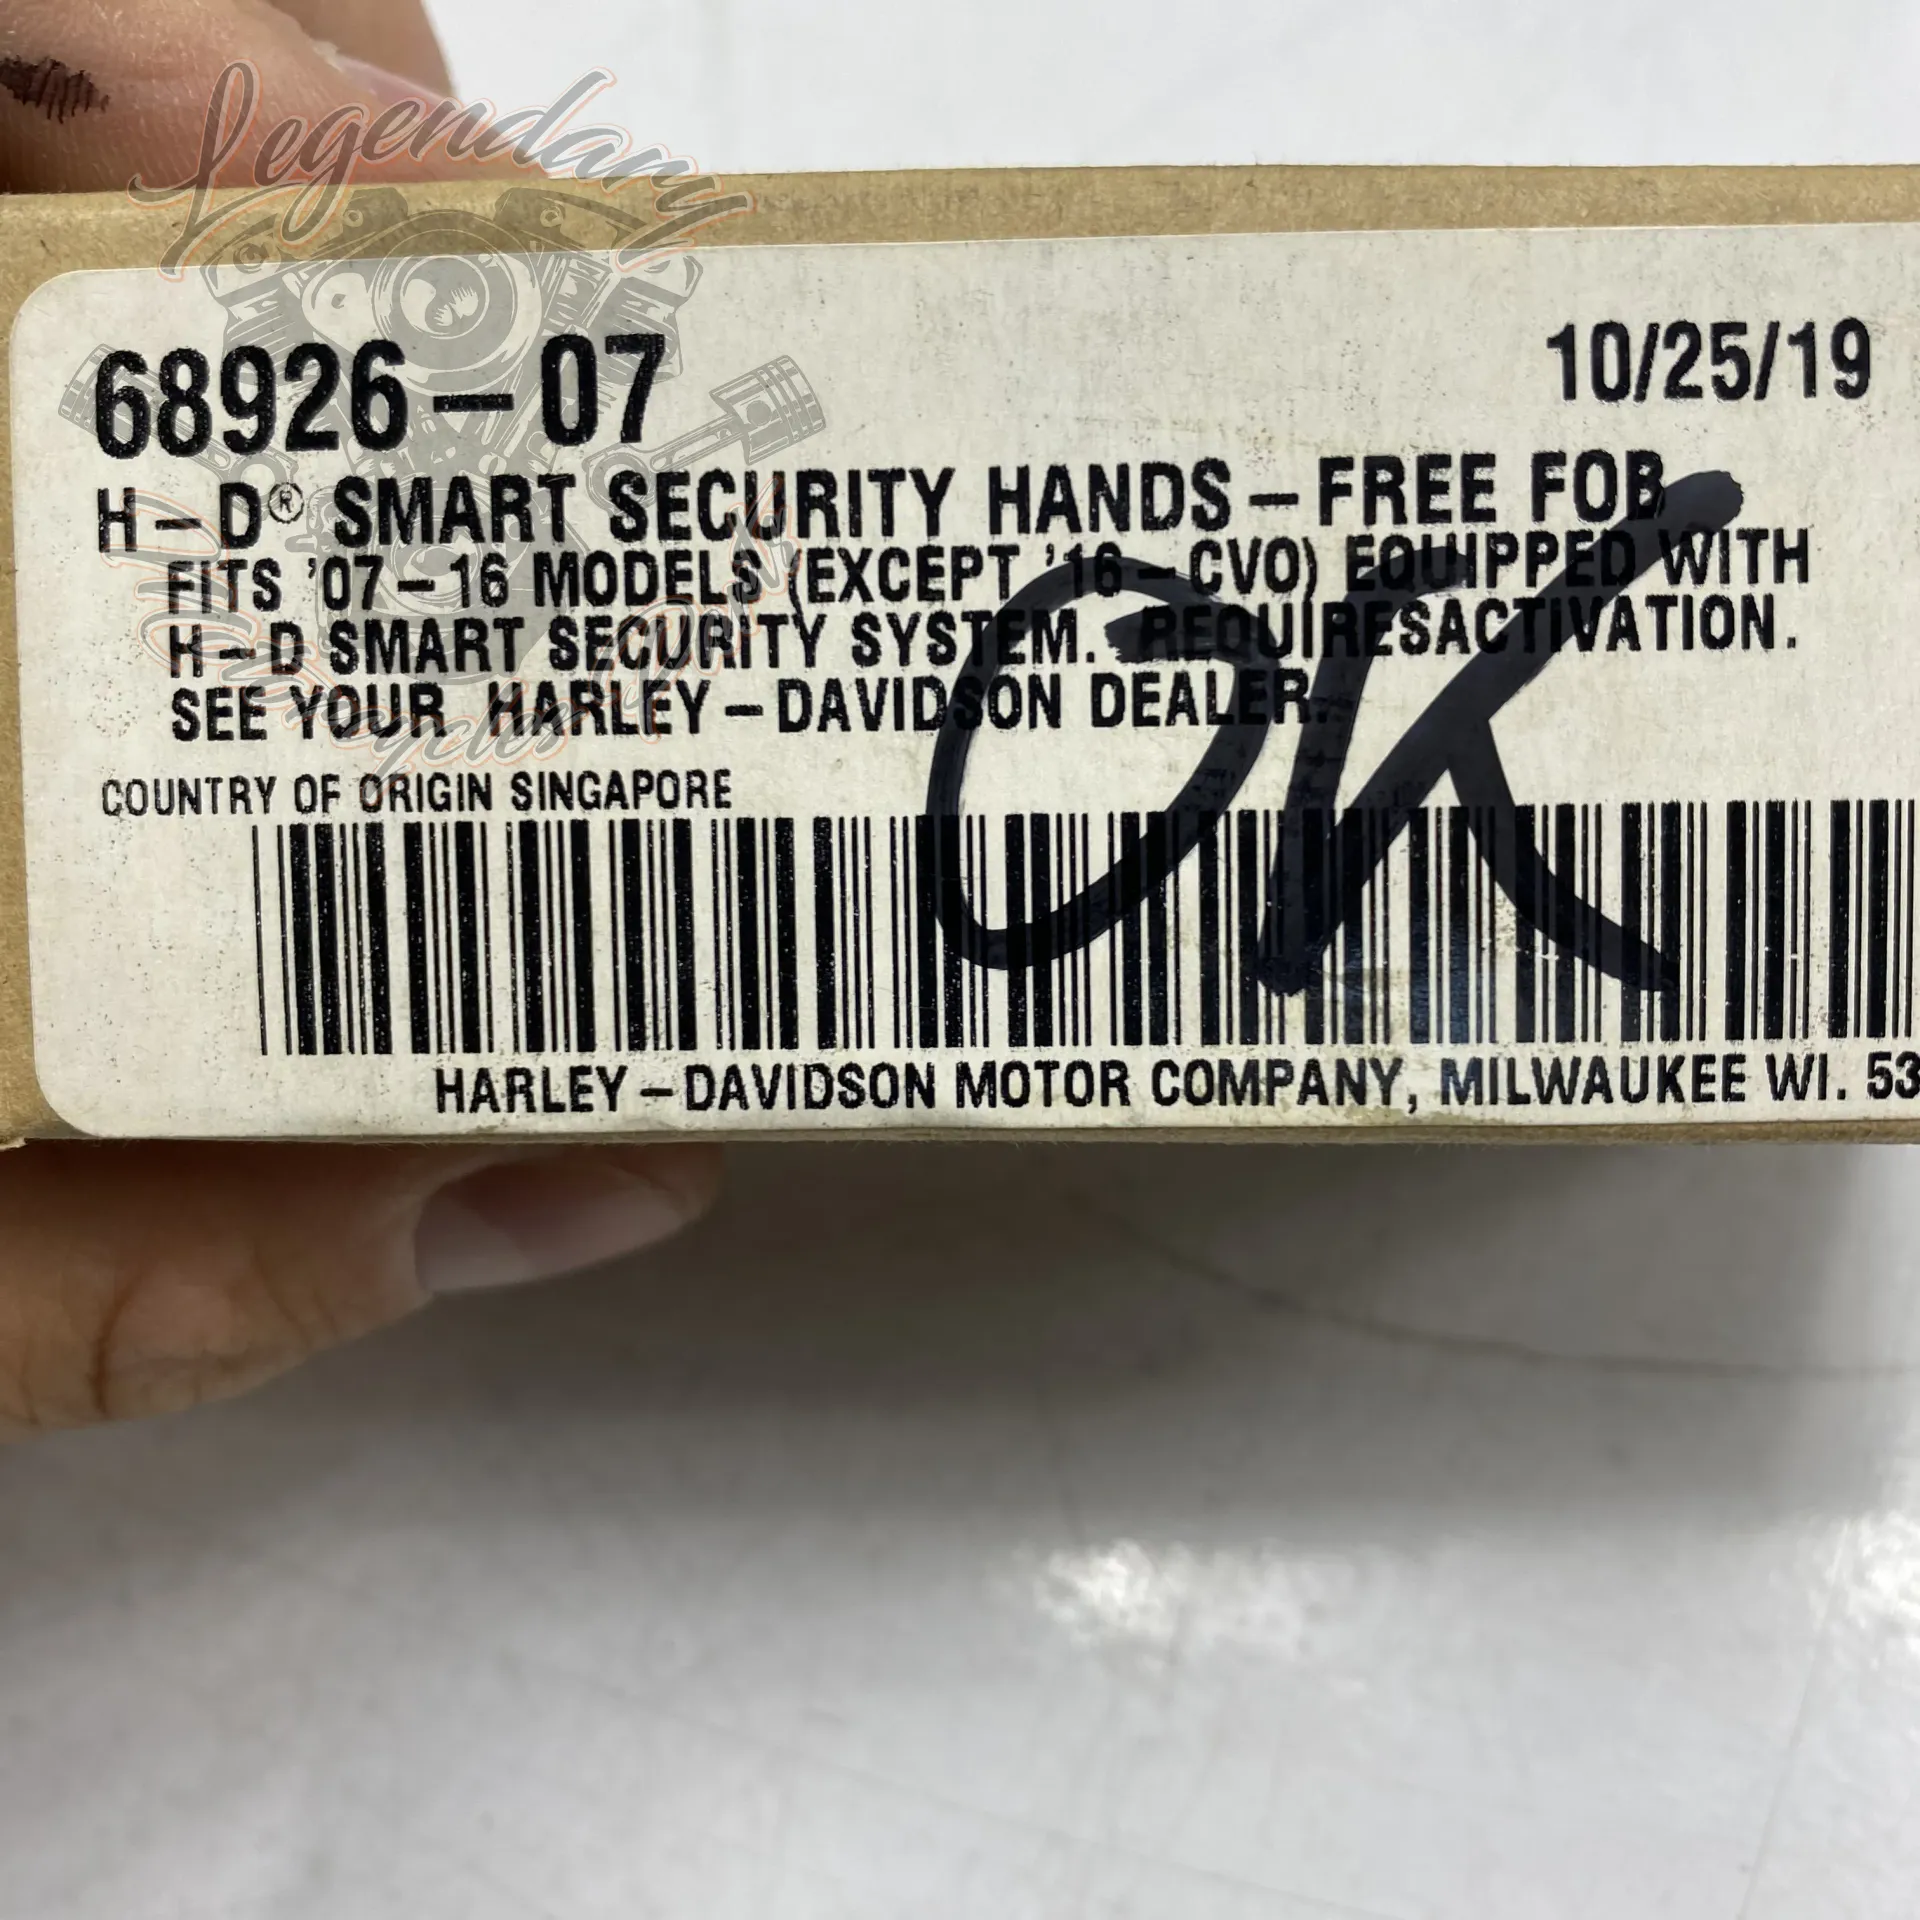 Legendary
68926-07 10/25/19
H-D® SMART SECURITY HANDS-FREE FOB
FITS '07-16 MODELS (EXCEPT '16-CVO) EQUIPPED WITH
H-D SMART SECURITY SYSTEM. REQUIRESACTIVATION.
SEE YOUR HARLEY-DAVIDSON DEALER.
OK
COUNTRY OF ORIGIN SINGAPORE
HARLEY-DAVIDSON MOTOR COMPANY, MILWAUKEE WI. 53